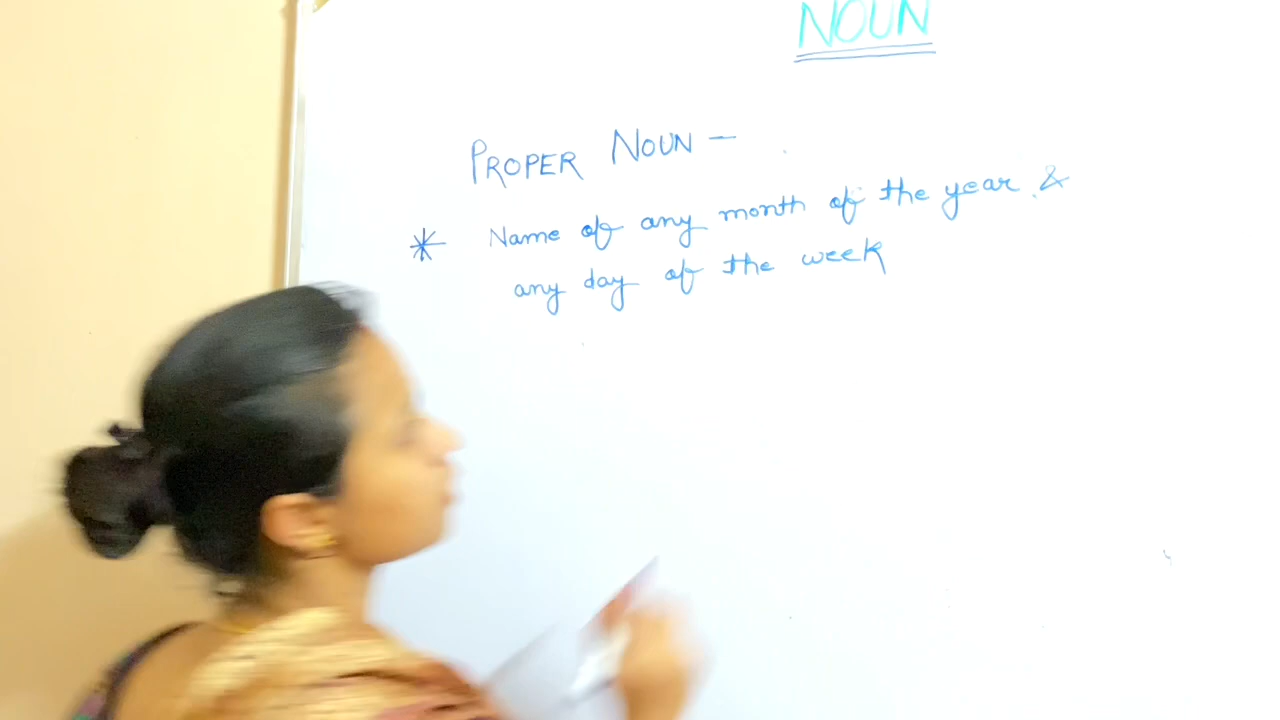 NOUN
PROPER NOUN —
* Name of any month of the year &
any day of the week